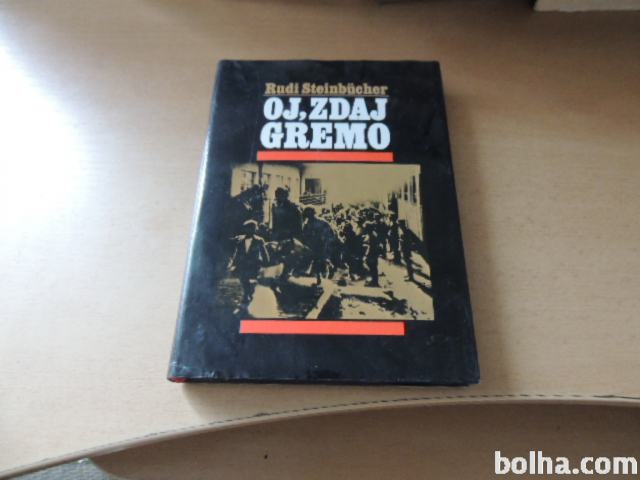 Rudi Steinbücher
OJ, ZDAJ
GREMO
bolha.com